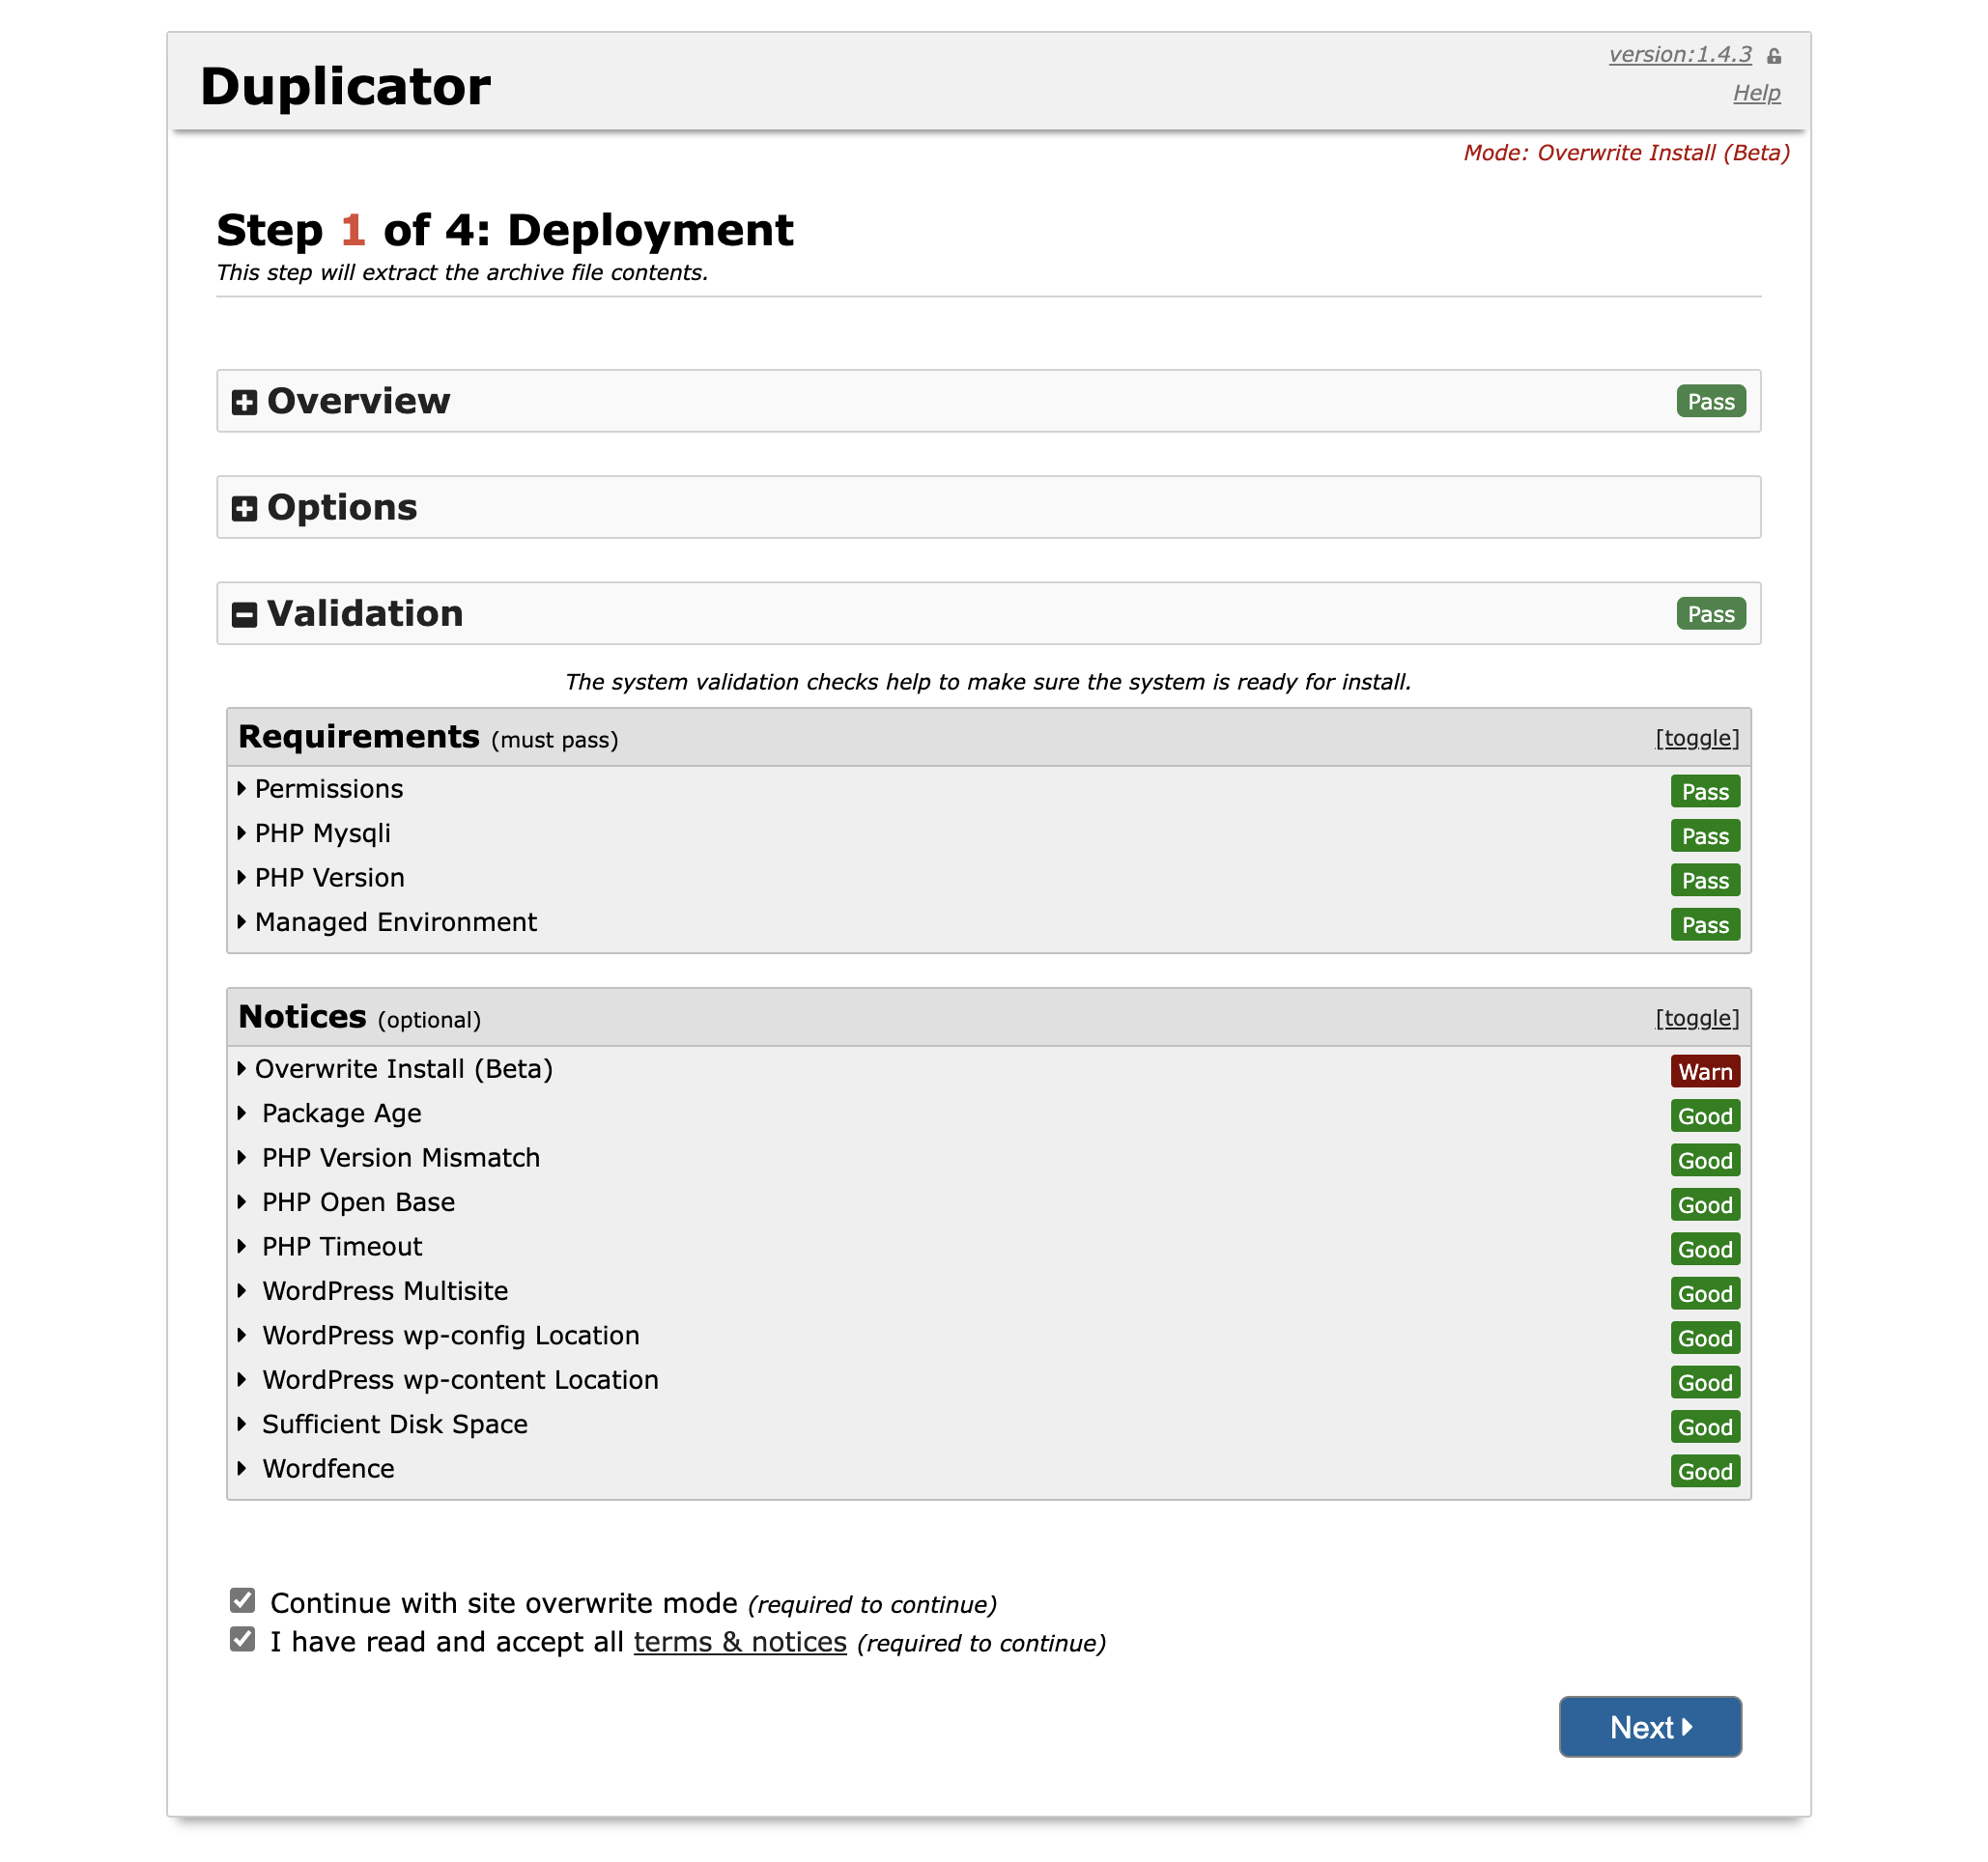 Duplicator
version:1.4.3
Help
Mode: Overwrite Install (Beta)
Step 1 of 4: Deployment
This step will extract the archive file contents.
Overview Pass
Options
Validation Pass
The system validation checks help to make sure the system is ready for install.
Requirements (must pass) [toggle]
Permissions Pass
PHP Mysqli Pass
PHP Version Pass
Managed Environment Pass
Notices (optional) [toggle]
Overwrite Install (Beta) Warn
Package Age Good
PHP Version Mismatch Good
PHP Open Base Good
PHP Timeout Good
WordPress Multisite Good
WordPress wp-config Location Good
WordPress wp-content Location Good
Sufficient Disk Space Good
Wordfence Good
Continue with site overwrite mode (required to continue)
I have read and accept all terms & notices (required to continue)
Next